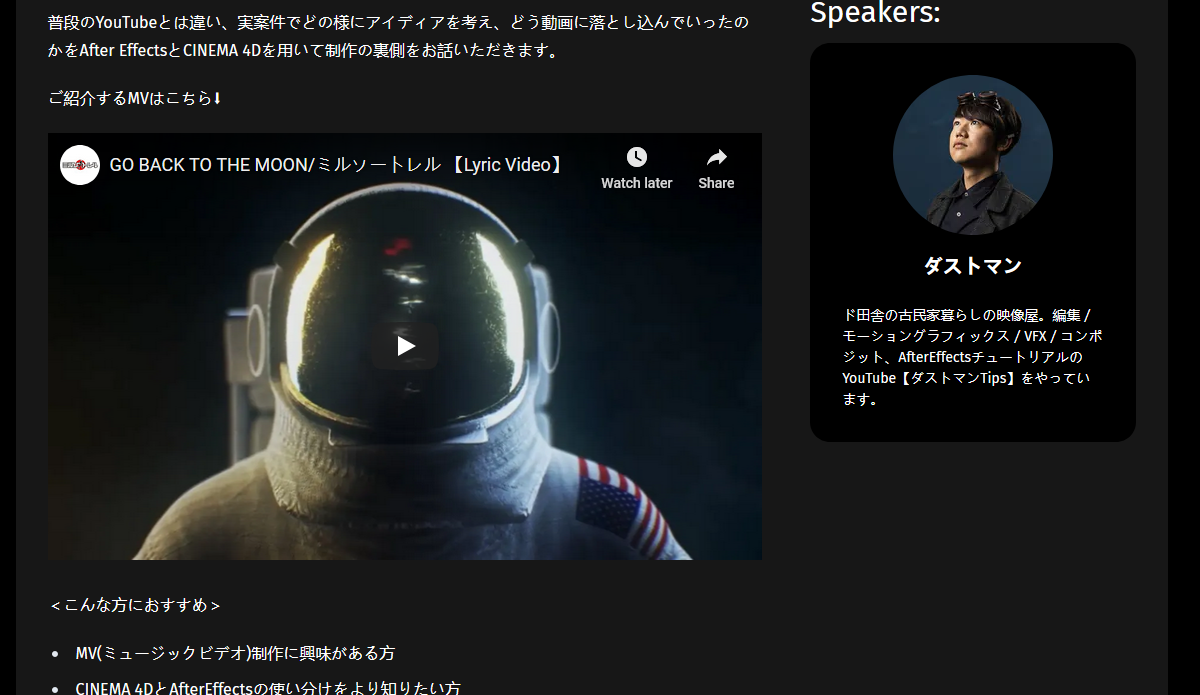 普段のYouTubeとは違い、実案件でどの様にアイディアを考え、どう動画に落とし込んでいったの
かをAfter EffectsとCINEMA 4Dを用いて制作の裏側をお話いただきます。
ご紹介するMVはこちら⬇
GO BACK TO THE MOON/ミルソートレル 【Lyric Video】
Watch later
Share
＜こんな方におすすめ＞
• MV(ミュージックビデオ)制作に興味がある方
• CINEMA 4DとAfterEffectsの使い分けをより知りたい方
Speakers:
ダストマン
ド田舎の古民家暮らしの映像屋。編集 /
モーショングラフィックス / VFX / コンポ
ジット、AfterEffectsチュートリアルの
YouTube【ダストマンTips】をやってい
ます。